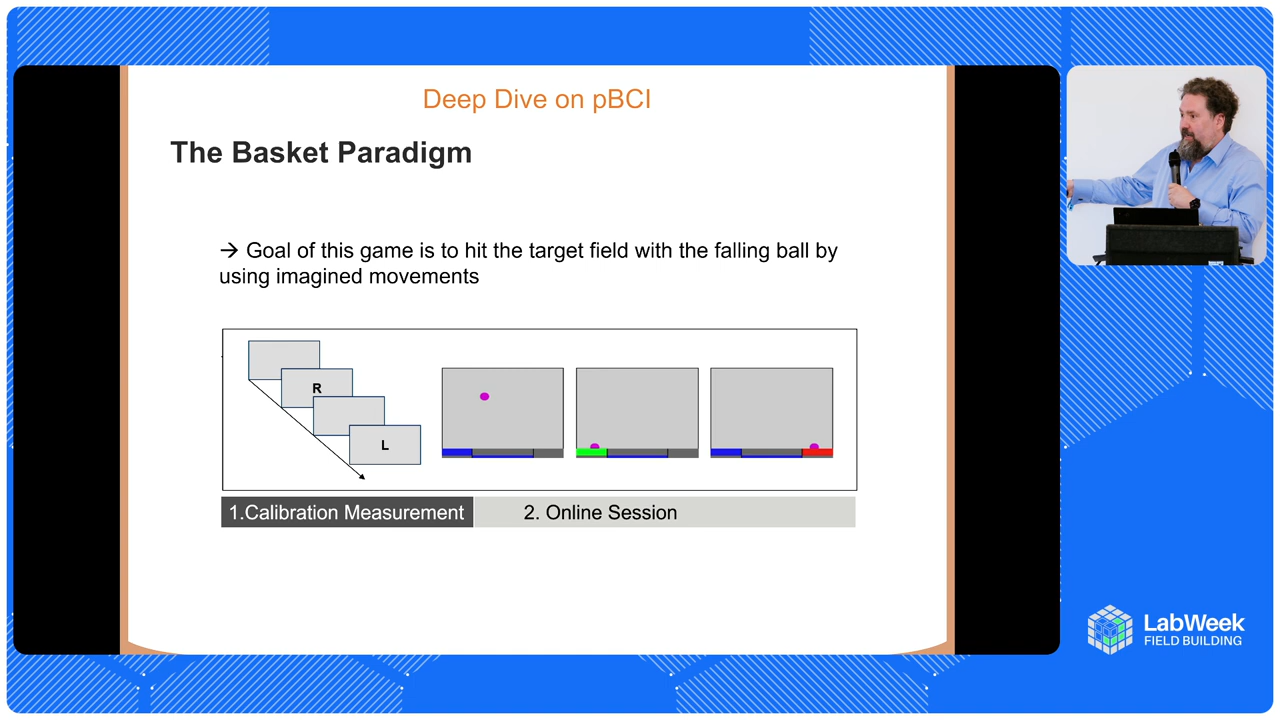 Deep Dive on pBCI
The Basket Paradigm
→ Goal of this game is to hit the target field with the falling ball by
using imagined movements
R
L
1.Calibration Measurement
2. Online Session
LabWeek
FIELD BUILDING